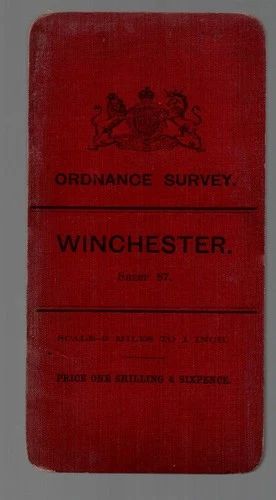 ORDNANCE SURVEY.
WINCHESTER.
SHEET 87.
SCALE-2 MILES TO 1 INCH.
PRICE ONE SHILLING & SIXPENCE.